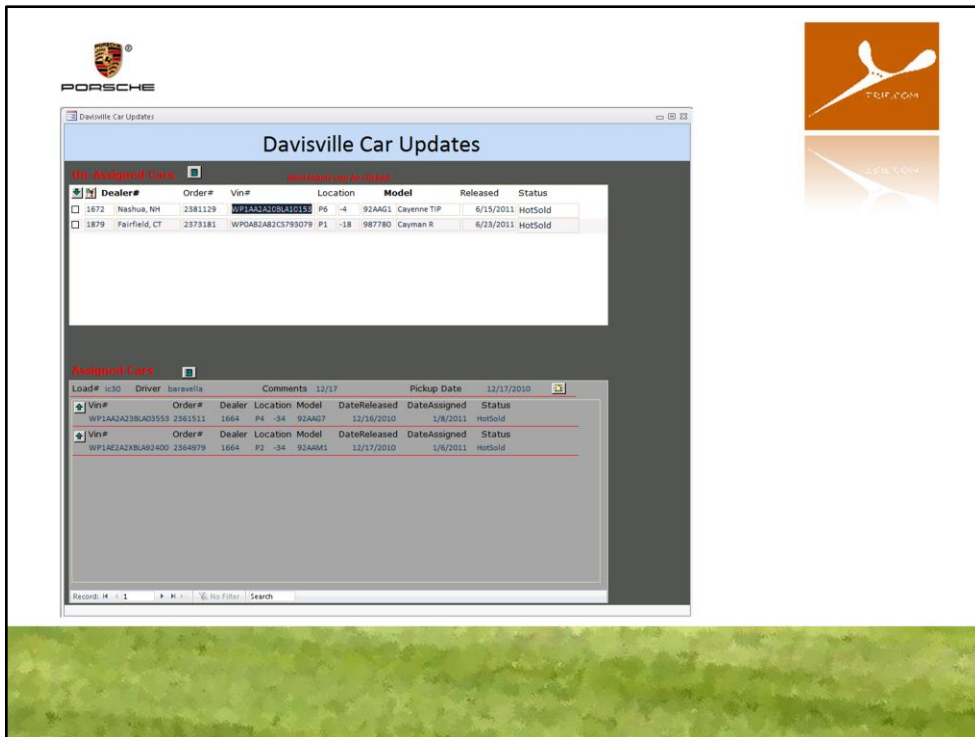 PORSCHE
TRIF.COM
Davisville Car Updates
Davisville Car Updates
Un-Assigned Cars
Dealer# Order# Vin# Location Model Released Status
1672 Nashua, NH 2381129 WP1AA2A20BLA10153 P6 -4 92AAG1 Cayenne TIP 6/15/2011 HotSold
1879 Fairfield, CT 2373181 WP0AB2A82CS793079 P1 -18 987780 Cayman R 6/23/2011 HotSold
Assigned Cars
Load# ic30 Driver baravella Comments 12/17 Pickup Date 12/17/2010
Vin# Order# Dealer Location Model DateReleased DateAssigned Status
WP1AA2A23BLA03553 2361511 1664 P4 -34 92AAG7 12/16/2010 1/8/2011 HotSold
Vin# Order# Dealer Location Model DateReleased DateAssigned Status
WP1AE2A2XBLA92400 2364979 1664 P2 -34 92AAM1 12/17/2010 1/6/2011 HotSold
Record: 1 No Filter Search